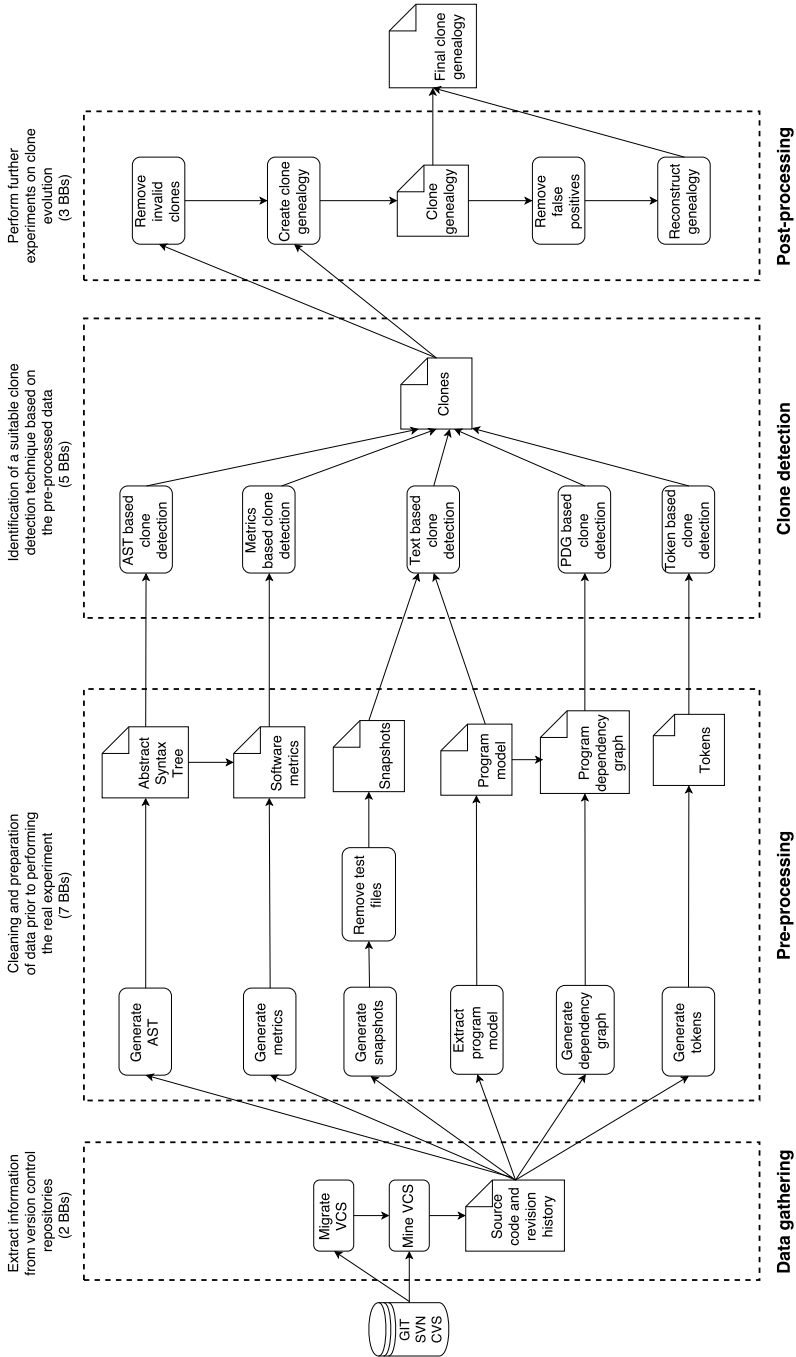 Extract information
from version control
repositories
(2 BBs)
GIT
SVN
CVS
Migrate
VCS
Mine VCS
Source
code and
revision
history
Data gathering
Cleaning and preparation
of data prior to performing
the real experiment
(7 BBs)
Generate
AST
Generate
metrics
Generate
snapshots
Extract
program
model
Generate
dependency
graph
Generate
tokens
Remove test
files
Abstract
Syntax
Tree
Software
metrics
Snapshots
Program
model
Program
dependency
graph
Tokens
Pre-processing
Identification of a suitable clone
detection technique based on
the pre-processed data
(5 BBs)
AST based
clone
detection
Metrics
based clone
detection
Text based
clone
detection
PDG based
clone
detection
Token based
clone
detection
Clones
Clone detection
Perform further
experiments on clone
evolution
(3 BBs)
Remove
invalid
clones
Create clone
genealogy
Clone
genealogy
Remove
false
positives
Reconstruct
genealogy
Post-processing
Final clone
genealogy